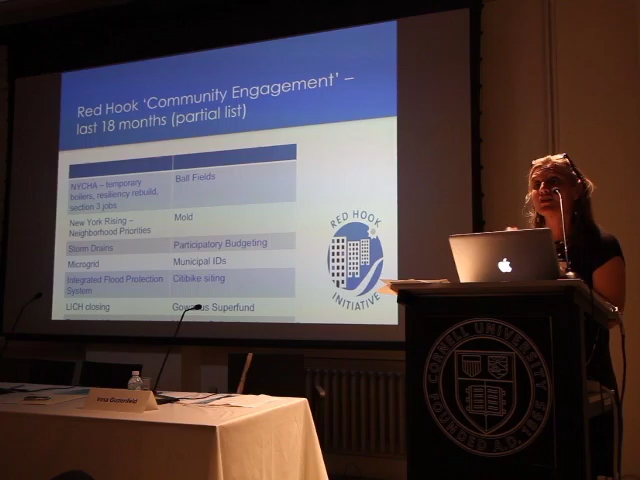 Red Hook 'Community Engagement' –
last 18 months (partial list)
NYCHA – temporary
boilers, resiliency rebuild,
section 3 jobs
Ball Fields
New York Rising –
Neighborhood Priorities
Mold
Storm Drains
Participatory Budgeting
Microgrid
Municipal IDs
Integrated Flood Protection
System
Citibike siting
LICH closing
Gowanus Superfund
RED HOOK
INITIATIVE
CORNELL UNIVERSITY
FOUNDED A.D. 1865